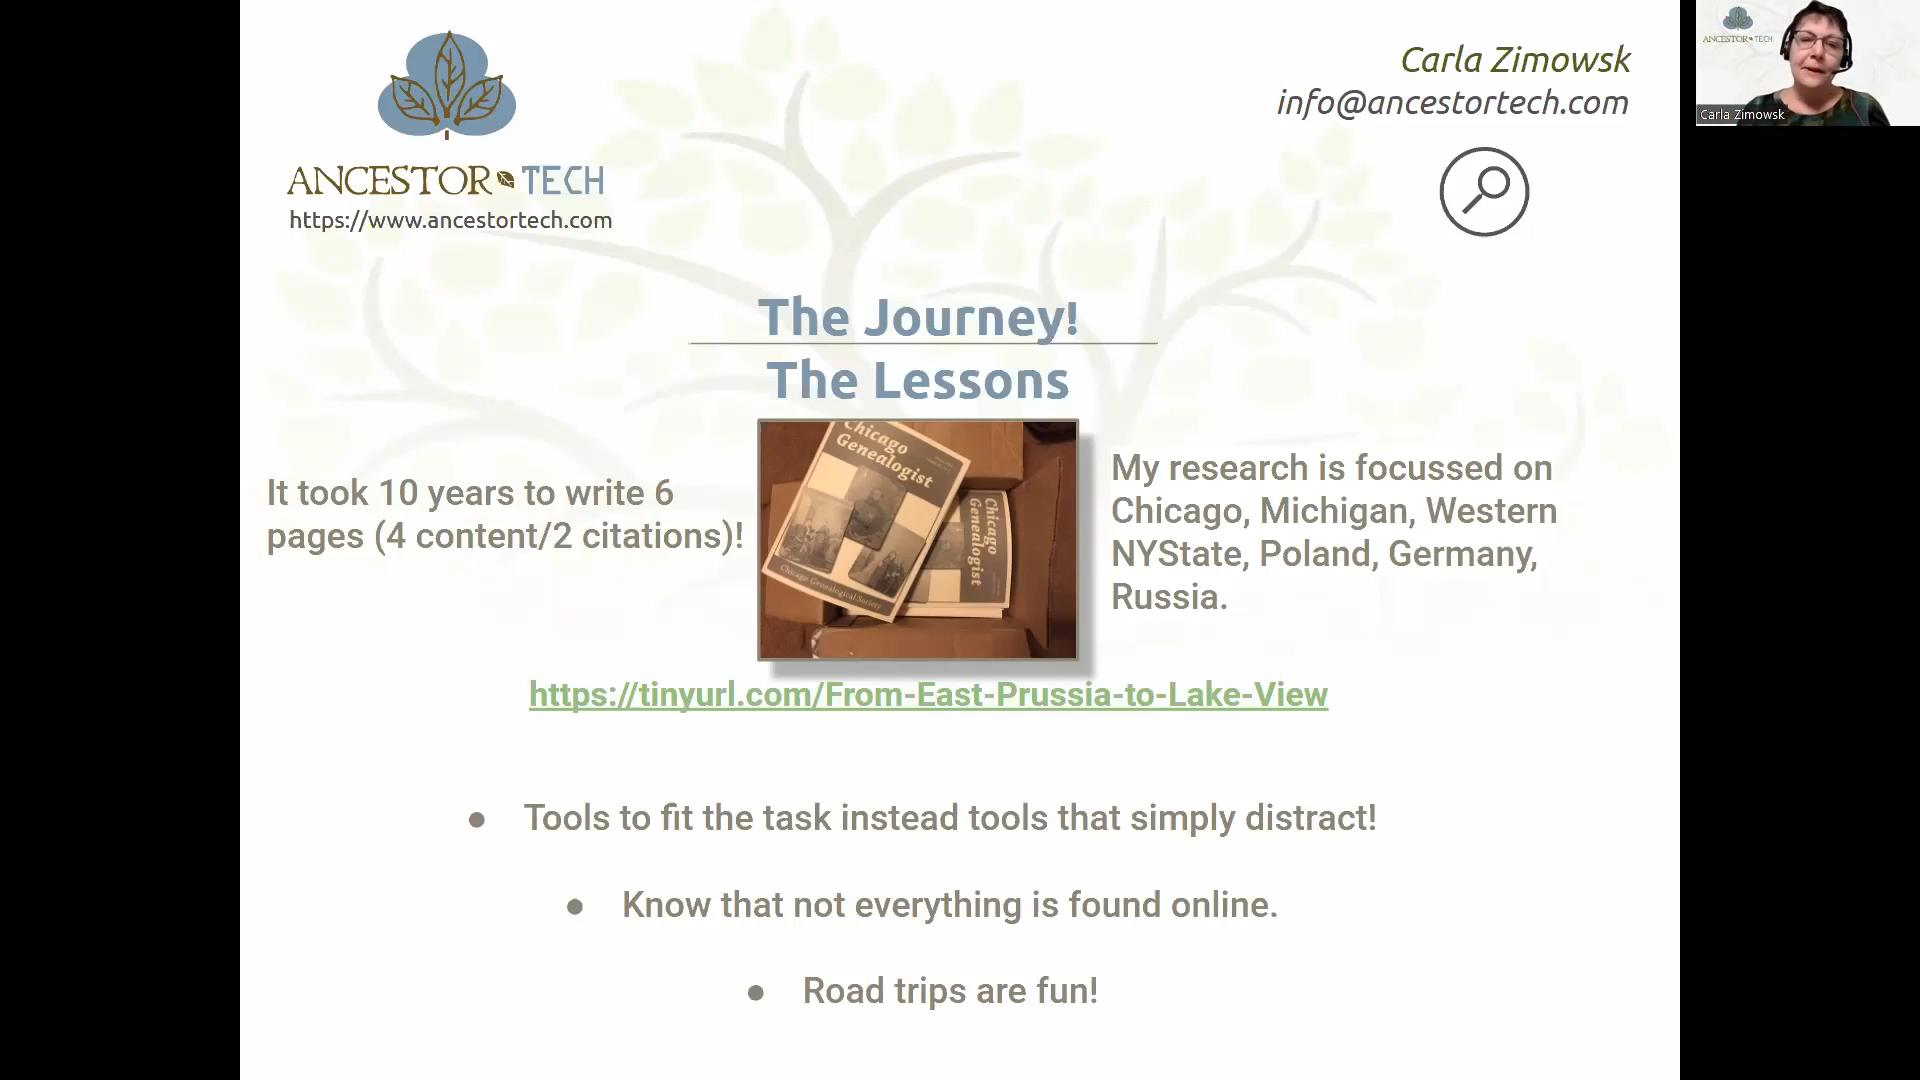 ANCESTOR TECH
https://www.ancestortech.com
Carla Zimowsk
info@ancestortech.com
ANCESTOR TECH
Carla Zimowsk
The Journey!
The Lessons
It took 10 years to write 6
pages (4 content/2 citations)!
Chicago
Genealogist
Chicago Genealogical Society
Chicago
Genealogist
My research is focussed on
Chicago, Michigan, Western
NYState, Poland, Germany,
Russia.
https://tinyurl.com/From-East-Prussia-to-Lake-View
● Tools to fit the task instead tools that simply distract!
● Know that not everything is found online.
● Road trips are fun!